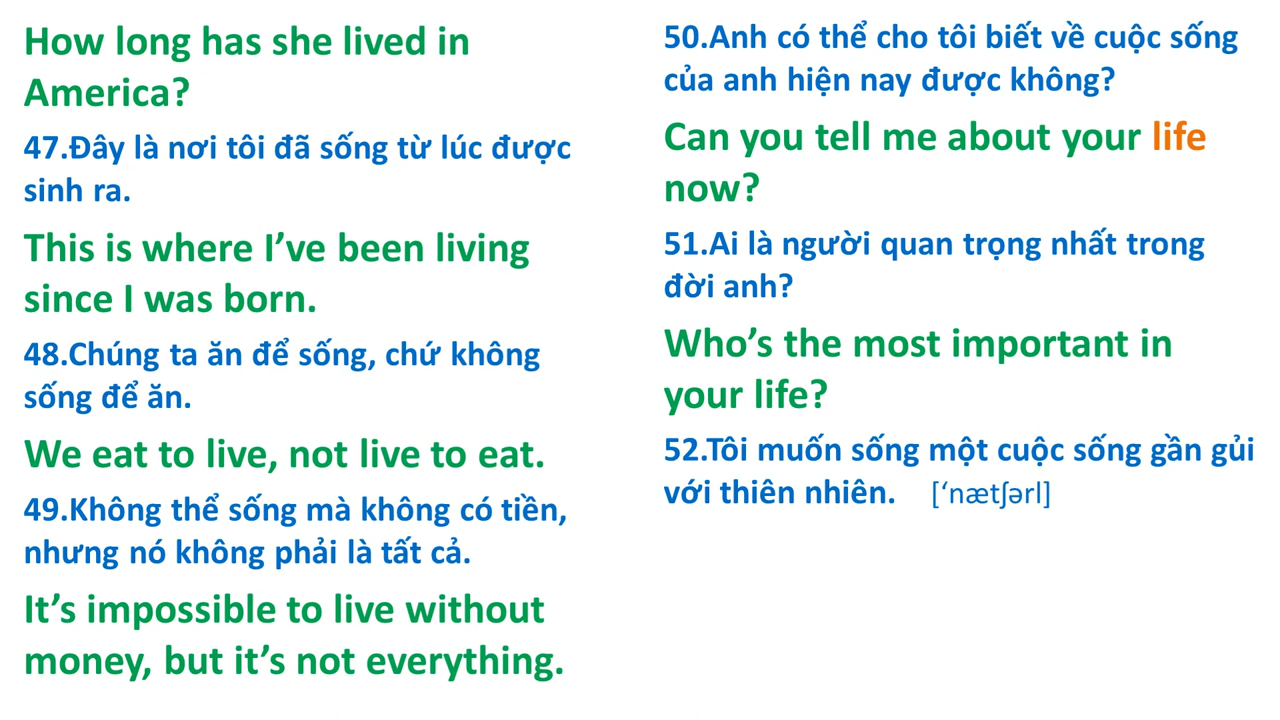 How long has she lived in
America?
47.Đây là nơi tôi đã sống từ lúc được
sinh ra.
This is where I’ve been living
since I was born.
48.Chúng ta ăn để sống, chứ không
sống để ăn.
We eat to live, not live to eat.
49.Không thể sống mà không có tiền,
nhưng nó không phải là tất cả.
It’s impossible to live without
money, but it’s not everything.
50.Anh có thể cho tôi biết về cuộc sống
của anh hiện nay được không?
Can you tell me about your life
now?
51.Ai là người quan trọng nhất trong
đời anh?
Who’s the most important in
your life?
52.Tôi muốn sống một cuộc sống gần gủi
với thiên nhiên. [‘nætʃərl]